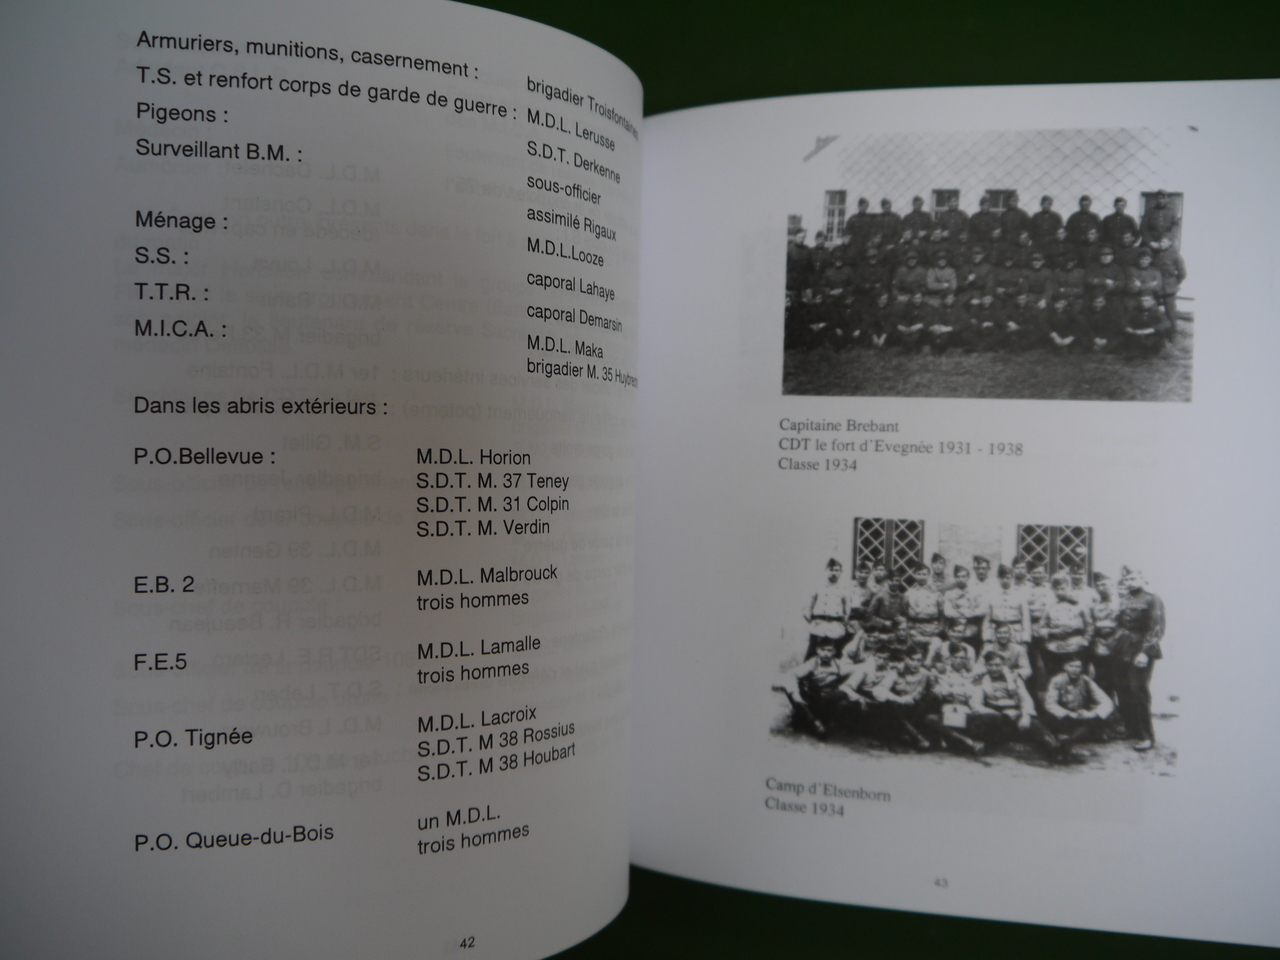 Armuriers, munitions, casernement :
brigadier Troisfontaines
T.S. et renfort corps de garde de guerre :
M.D.L. Lerusse
Pigeons :
S.D.T. Derkenne
Surveillant B.M. :
sous-officier
assimilé Rigaux
Ménage :
M.D.L.Looze
S.S. :
caporal Lahaye
T.T.R. :
caporal Demarsin
M.I.C.A. :
M.D.L. Maka
brigadier M. 35
Dans les abris extérieurs :
P.O.Bellevue :
M.D.L. Horion
S.D.T. M. 37 Teney
S.D.T. M. 31 Colpin
S.D.T. M. Verdin
E.B. 2
M.D.L. Malbrouck
trois hommes
F.E.5
M.D.L. Lamalle
trois hommes
P.O. Tignée
M.D.L. Lacroix
S.D.T. M 38 Rossius
S.D.T. M 38 Houbart
P.O. Queue-du-Bois
un M.D.L.
trois hommes
42
Capitaine Brebant
CDT le fort d'Evegnée 1931 - 1938
Classe 1934
Camp d'Elsenborn
Classe 1934
43